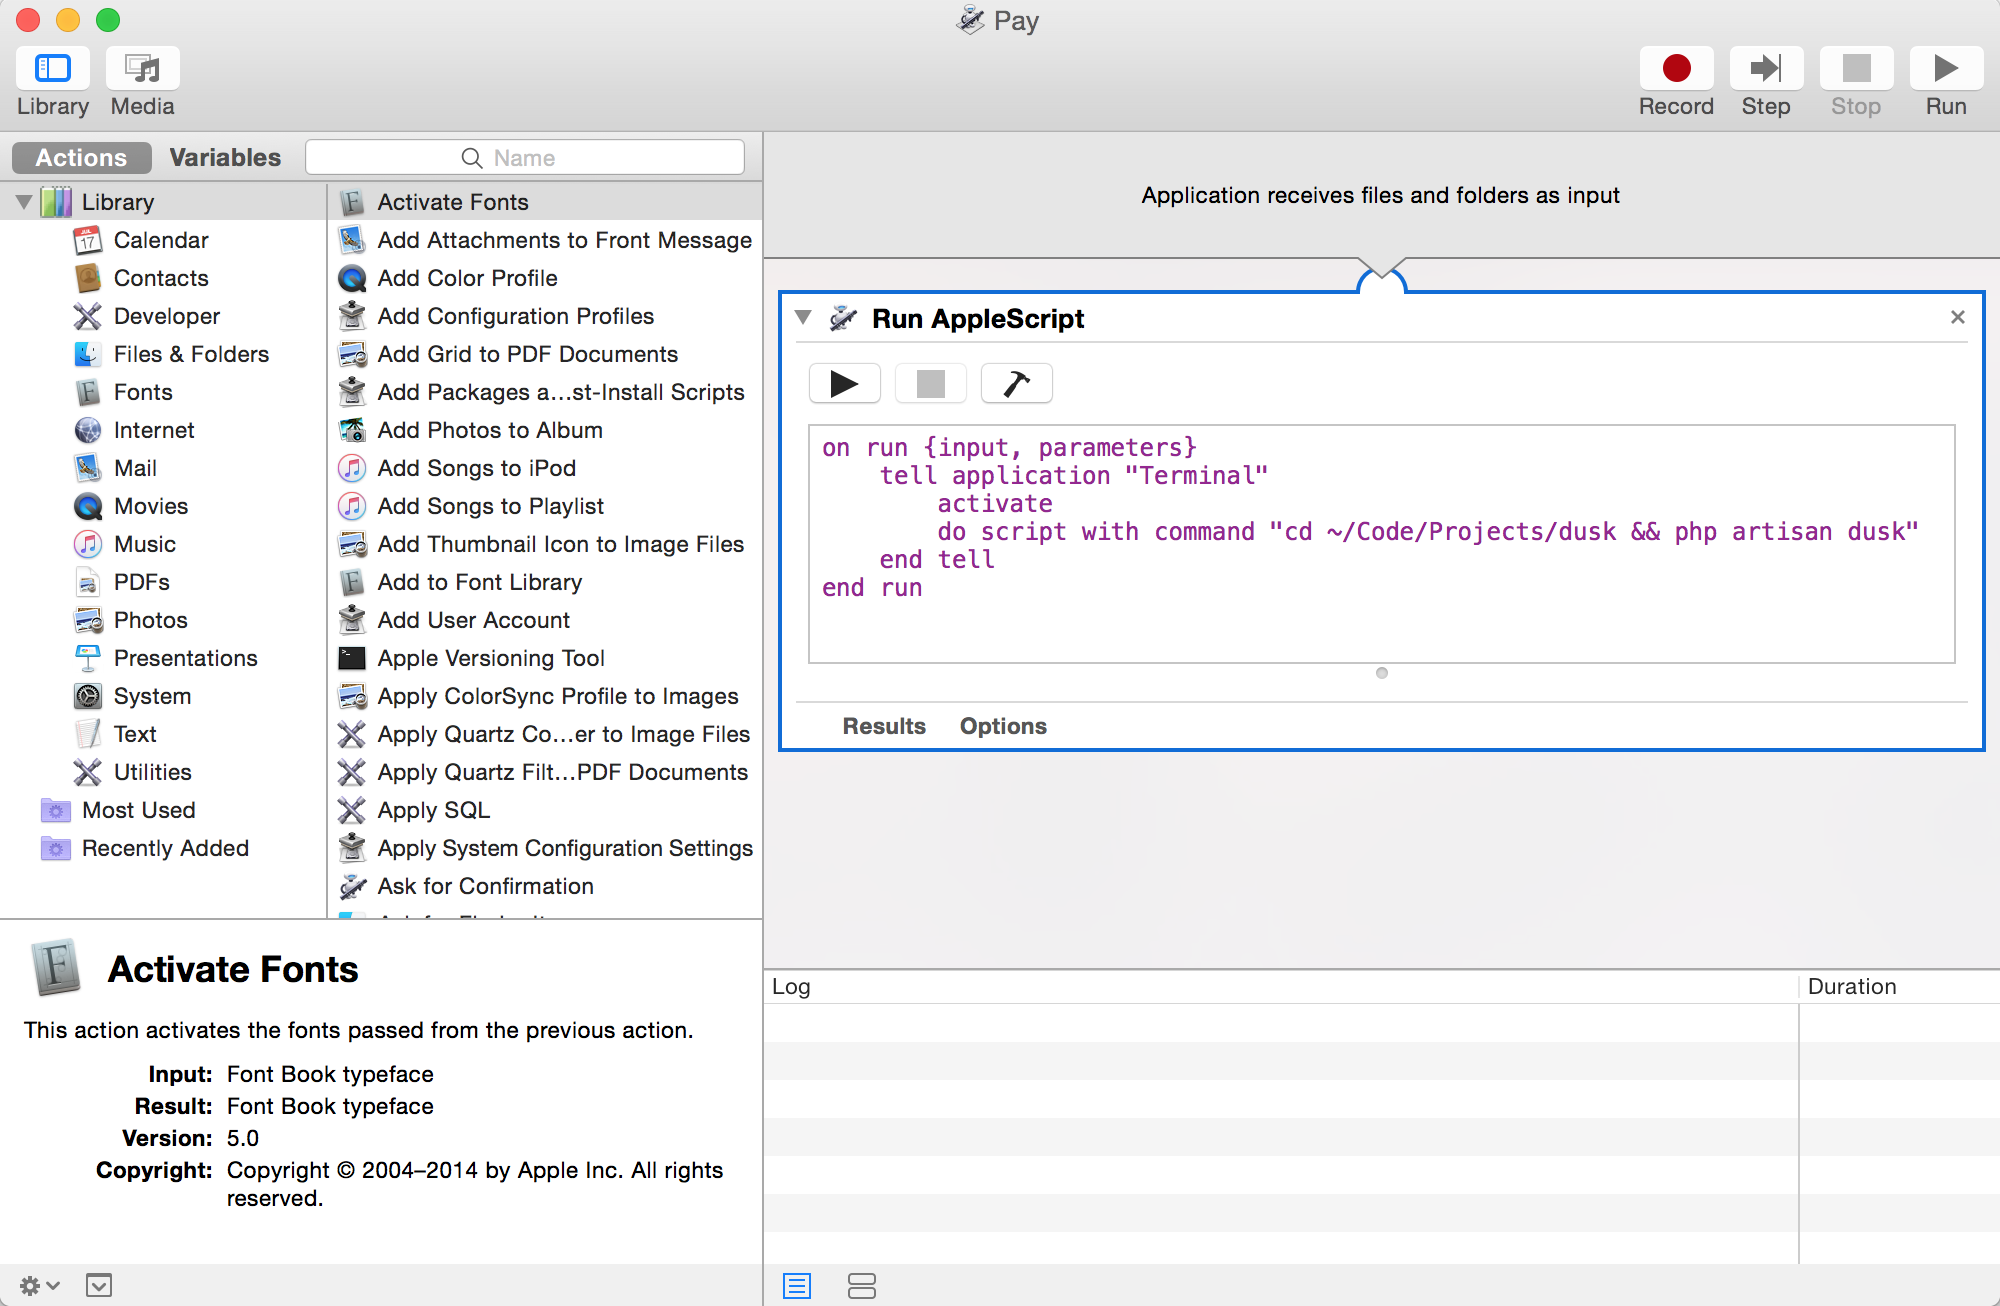 Pay
Library
Media
Record
Step
Stop
Run
Actions
Variables
Name
Library
Calendar
Contacts
Developer
Files & Folders
Fonts
Internet
Mail
Movies
Music
PDFs
Photos
Presentations
System
Text
Utilities
Most Used
Recently Added
Activate Fonts
Add Attachments to Front Message
Add Color Profile
Add Configuration Profiles
Add Grid to PDF Documents
Add Packages a...st-Install Scripts
Add Photos to Album
Add Songs to iPod
Add Songs to Playlist
Add Thumbnail Icon to Image Files
Add to Font Library
Add User Account
Apple Versioning Tool
Apply ColorSync Profile to Images
Apply Quartz Co...er to Image Files
Apply Quartz Filt...PDF Documents
Apply SQL
Apply System Configuration Settings
Ask for Confirmation
Activate Fonts
This action activates the fonts passed from the previous action.
Input: Font Book typeface
Result: Font Book typeface
Version: 5.0
Copyright: Copyright © 2004–2014 by Apple Inc. All rights
reserved.
Application receives files and folders as input
Run AppleScript
on run {input, parameters}
tell application "Terminal"
activate
do script with command "cd ~/Code/Projects/dusk && php artisan dusk"
end tell
end run
Results
Options
Log
Duration